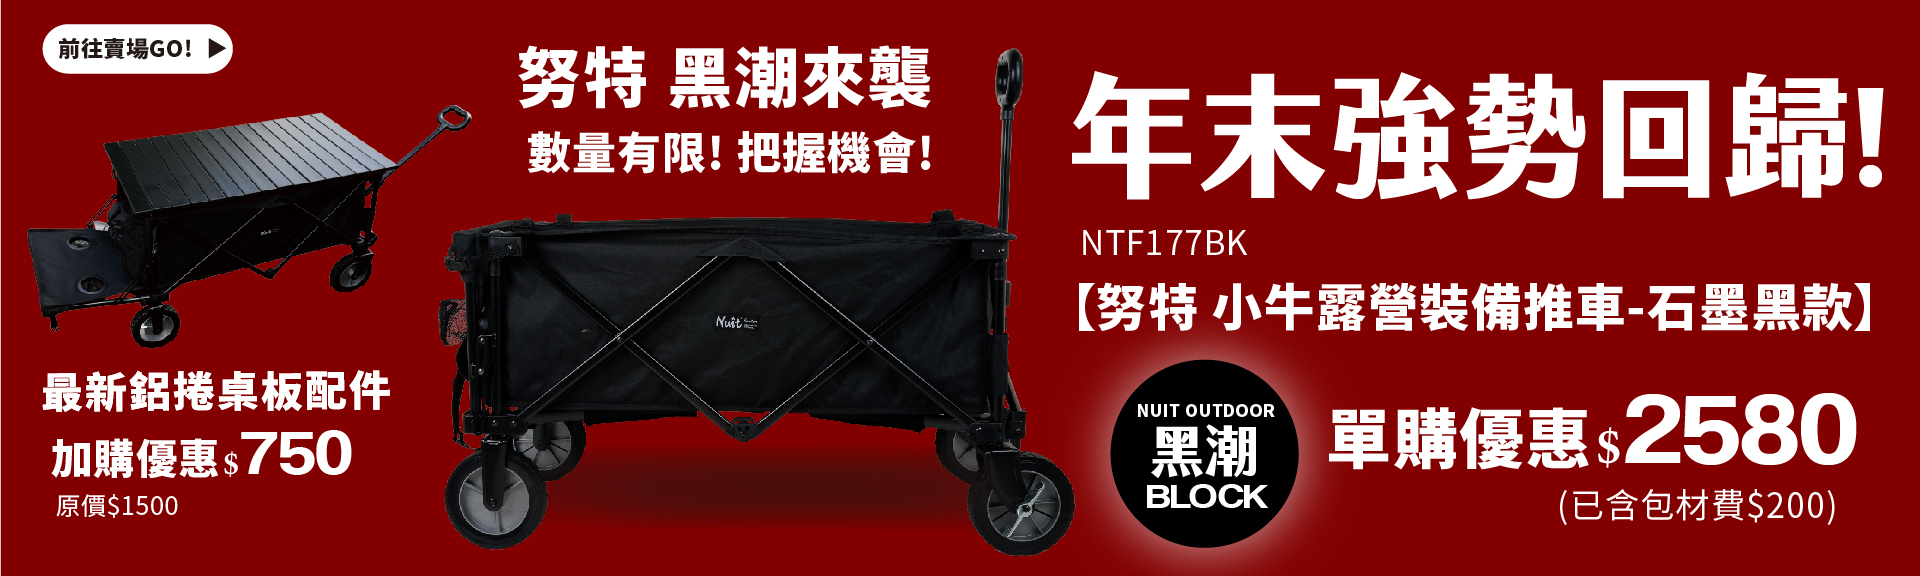 前往賣場GO!
努特 黑潮來襲
數量有限! 把握機會!
年末強勢回歸!
NTF177BK
【努特 小牛露營裝備推車-石墨黑款】
Nuit
最新鋁捲桌板配件
加購優惠$750
原價$1500
NUIT OUTDOOR
黑潮
BLOCK
單購優惠$2580
(已含包材費$200)